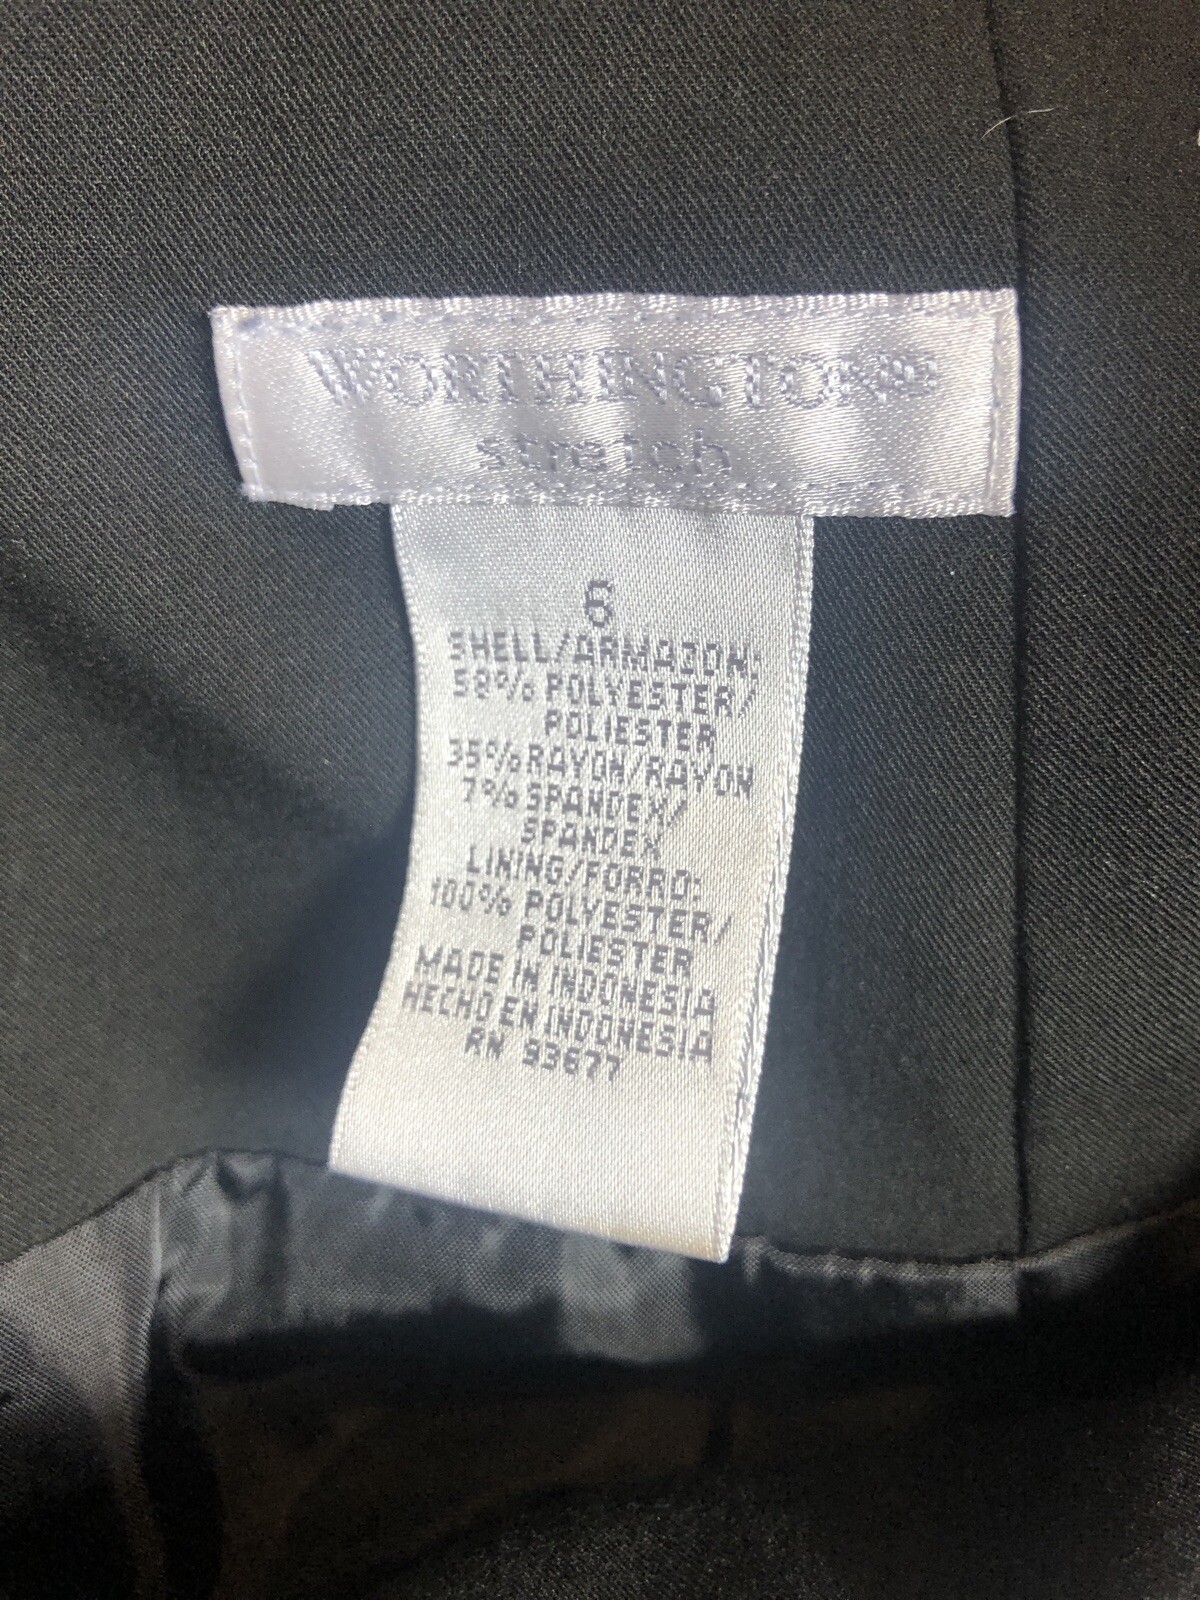 WORTHINGTON®
stretch
6
SHELL/ARMAZON:
58% POLYESTER/
POLIESTER
35% RAYON/RAYON
7% SPANDEX/
SPANDEX
LINING/FORRO:
100% POLYESTER/
POLIESTER
MADE IN INDONESIA
HECHO EN INDONESIA
RN 93677